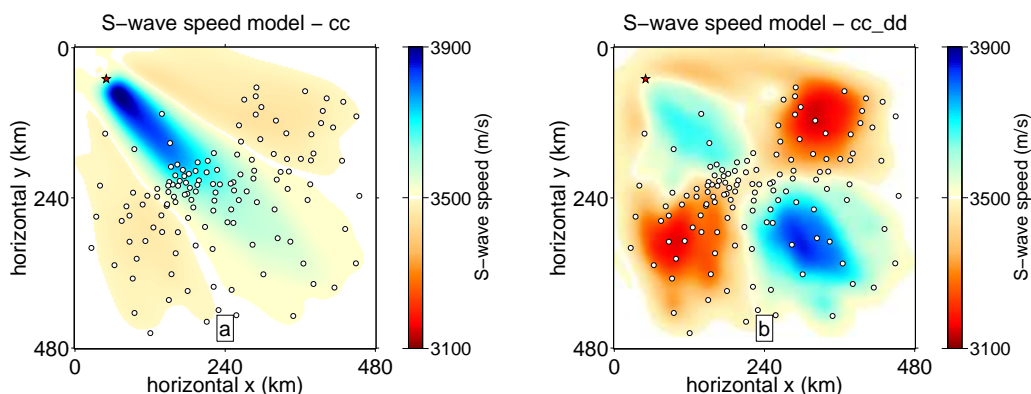 S-wave speed model - cc
S-wave speed model - cc_dd
0
240
480
horizontal y (km)
0
240
480
horizontal x (km)
a
3900
3500
3100
S-wave speed (m/s)
0
240
480
horizontal y (km)
0
240
480
horizontal x (km)
b
3900
3500
3100
S-wave speed (m/s)